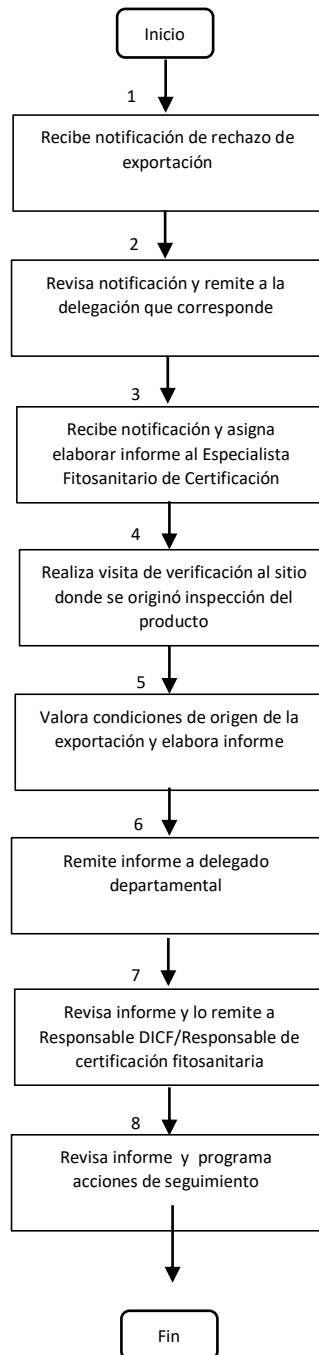 Inicio
1
Recibe notificación de rechazo de
exportación
2
Revisa notificación y remite a la
delegación que corresponde
3
Recibe notificación y asigna
elaborar informe al Especialista
Fitosanitario de Certificación
4
Realiza visita de verificación al sitio
donde se originó inspección del
producto
5
Valora condiciones de origen de la
exportación y elabora informe
6
Remite informe a delegado
departamental
7
Revisa informe y lo remite a
Responsable DICF/Responsable de
certificación fitosanitaria
8
Revisa informe y programa
acciones de seguimiento
Fin